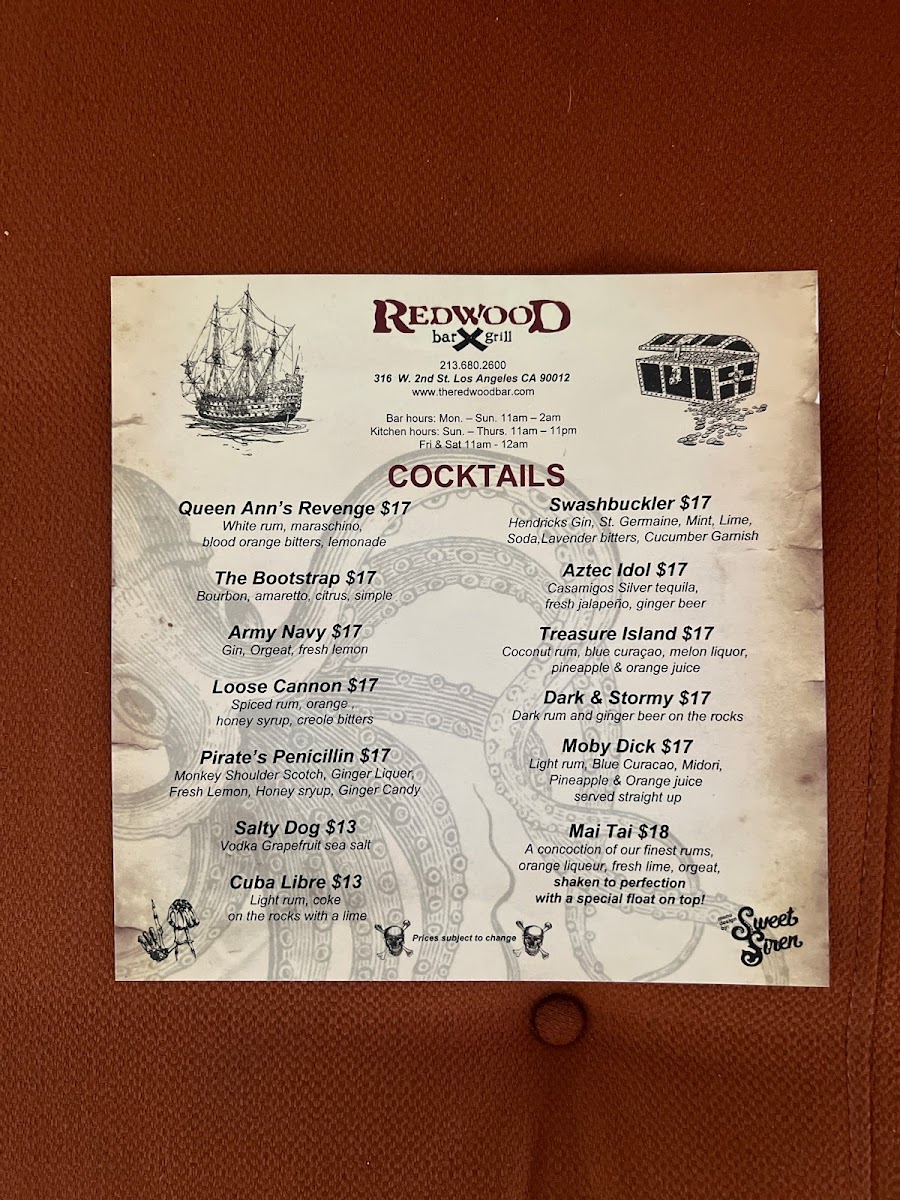 REDWOOD
bar X grill
213.680.2600
316 W. 2nd St. Los Angeles CA 90012
www.theredwoodbar.com
Bar hours: Mon. – Sun. 11am – 2am
Kitchen hours: Sun. – Thurs. 11am – 11pm
Fri & Sat 11am - 12am
COCKTAILS
Queen Ann's Revenge $17
White rum, maraschino,
blood orange bitters, lemonade
The Bootstrap $17
Bourbon, amaretto, citrus, simple
Army Navy $17
Gin, Orgeat, fresh lemon
Loose Cannon $17
Spiced rum, orange ,
honey syrup, creole bitters
Pirate's Penicillin $17
Monkey Shoulder Scotch, Ginger Liquer,
Fresh Lemon, Honey sryup, Ginger Candy
Salty Dog $13
Vodka Grapefruit sea salt
Cuba Libre $13
Light rum, coke
on the rocks with a lime
Swashbuckler $17
Hendricks Gin, St. Germaine, Mint, Lime,
Soda,Lavender bitters, Cucumber Garnish
Aztec Idol $17
Casamigos Silver tequila,
fresh jalapeño, ginger beer
Treasure Island $17
Coconut rum, blue curaçao, melon liquor,
pineapple & orange juice
Dark & Stormy $17
Dark rum and ginger beer on the rocks
Moby Dick $17
Light rum, Blue Curacao, Midori,
Pineapple & Orange juice
served straight up
Mai Tai $18
A concoction of our finest rums,
orange liqueur, fresh lime, orgeat,
shaken to perfection
with a special float on top!
Prices subject to change
menu
design
by:
Sweet
Siren